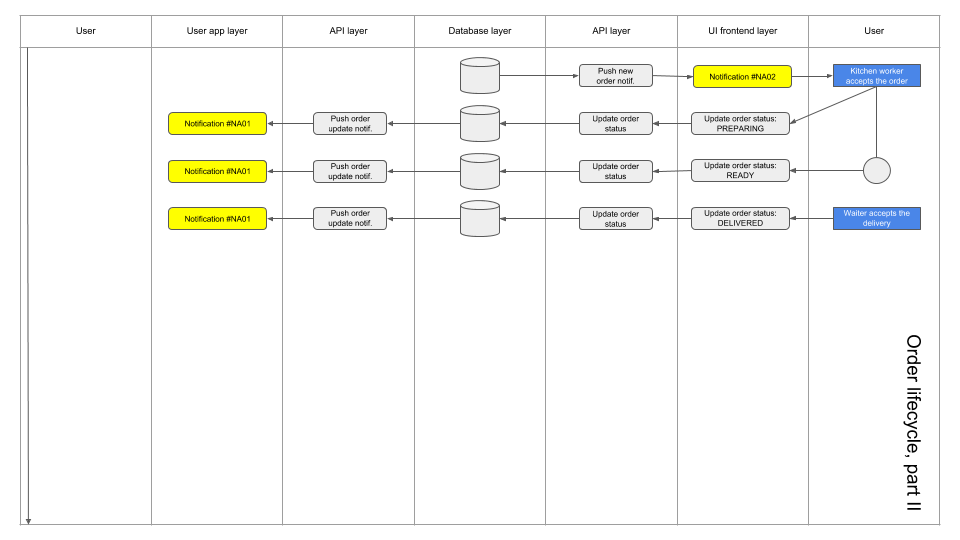 User
User app layer
API layer
Database layer
API layer
UI frontend layer
User
Push new
order notif.
Notification #NA02
Kitchen worker
accepts the order
Notification #NA01
Push order
update notif.
Update order
status
Update order status:
PREPARING
Notification #NA01
Push order
update notif.
Update order
status
Update order status:
READY
Notification #NA01
Push order
update notif.
Update order
status
Update order status:
DELIVERED
Waiter accepts the
delivery
Order lifecycle, part II